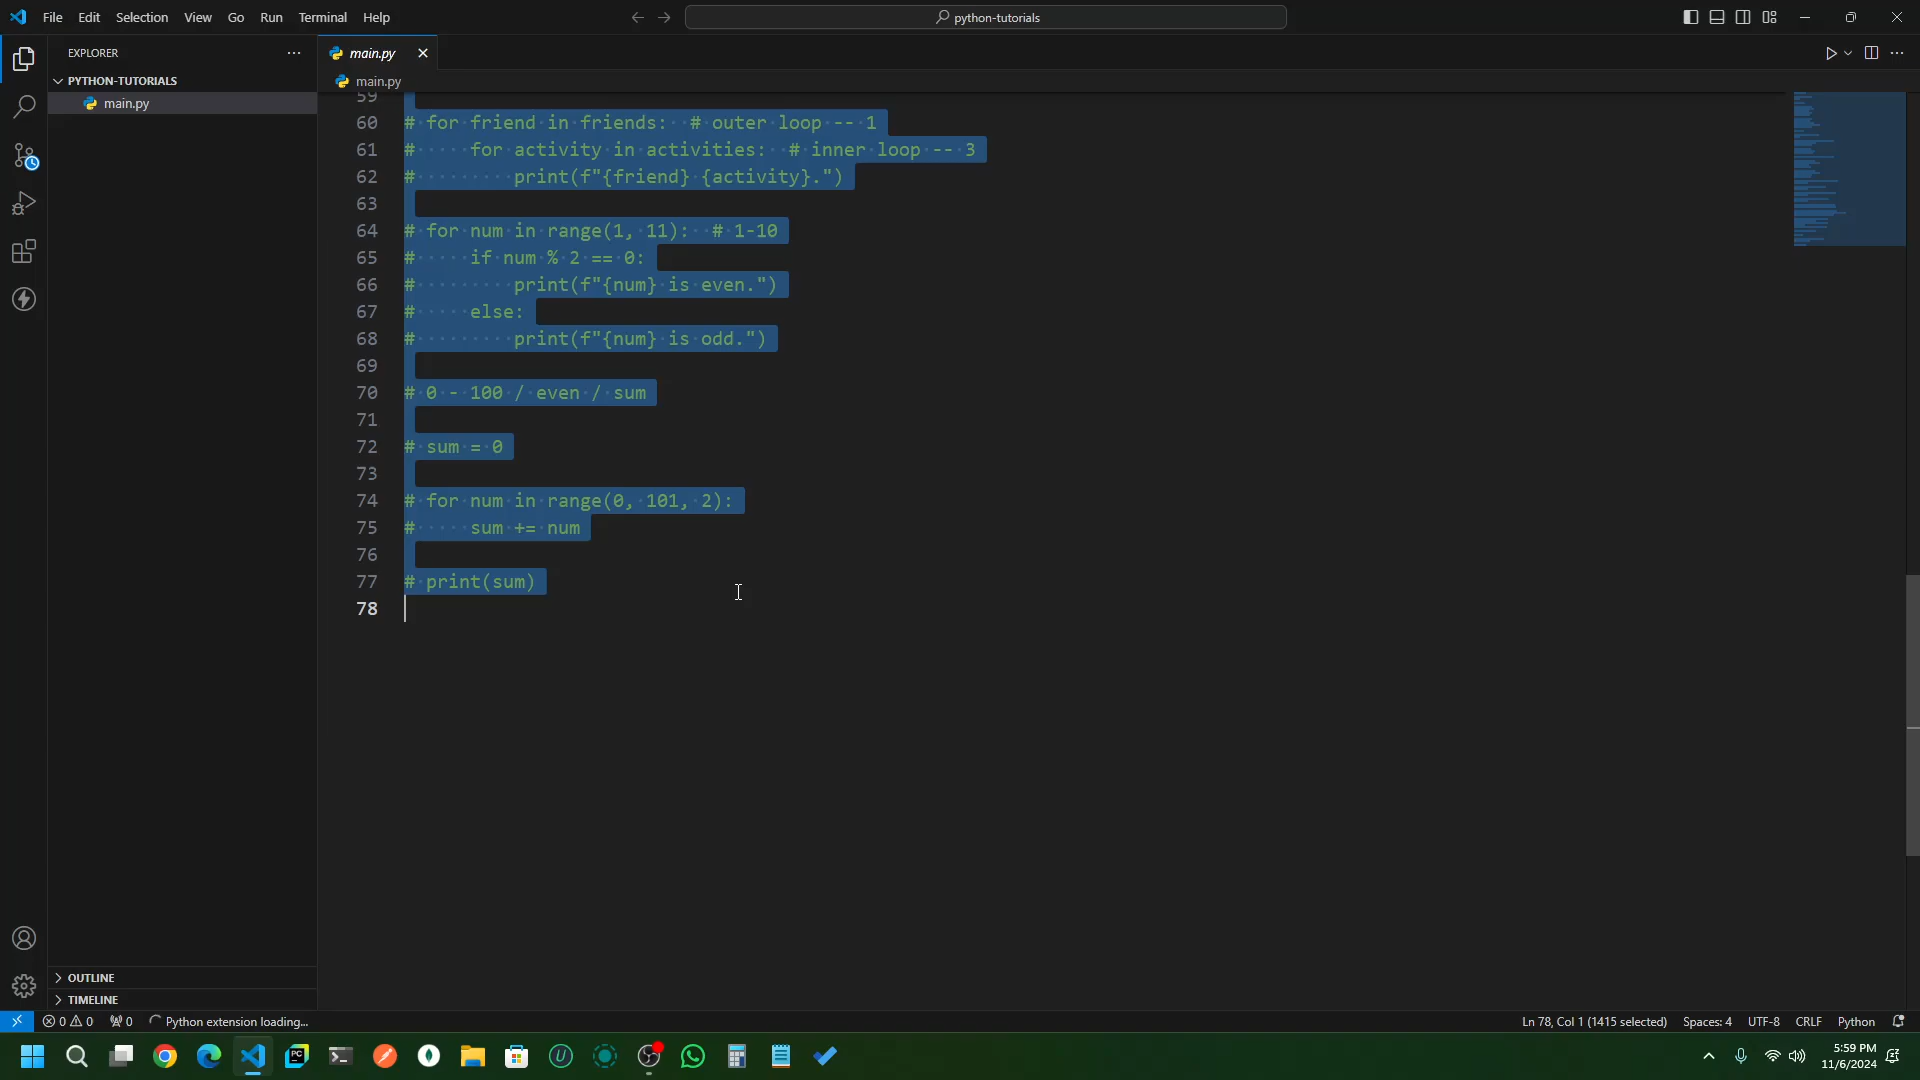 File Edit Selection View Go Run Terminal Help
python-tutorials
EXPLORER
PYTHON-TUTORIALS
main.py
main.py
main.py
59
60 # for friend in friends:  # outer loop -- 1
61 #     for activity in activities:  # inner loop -- 3
62 #         print(f"{friend} {activity}.")
63
64 # for num in range(1, 11):  # 1-10
65 #     if num % 2 == 0:
66 #         print(f"{num} is even.")
67 #     else:
68 #         print(f"{num} is odd.")
69
70 # 0 - 100 / even / sum
71
72 # sum = 0
73
74 # for num in range(0, 101, 2):
75 #     sum += num
76
77 # print(sum)
78
OUTLINE
TIMELINE
0 0 0 Python extension loading...
Ln 78, Col 1 (1415 selected) Spaces: 4 UTF-8 CRLF Python
PC
U
5:59 PM
11/6/2024